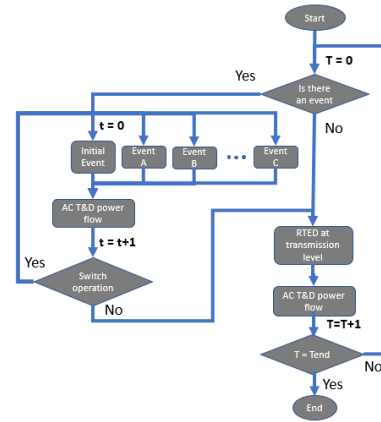 Start
T = 0
Yes
Is there
an event
No
t = 0
Initial
Event
Event
A
Event
B
...
Event
C
AC T&D power
flow
t = t+1
Yes
Switch
operation
No
RTED at
transmission
level
AC T&D power
flow
T=T+1
T = Tend
No
Yes
End